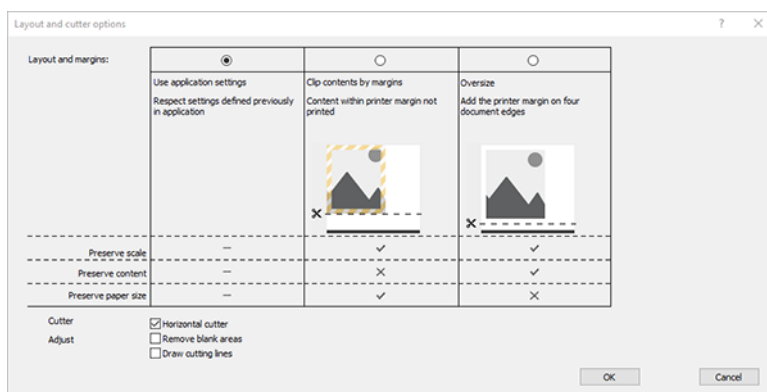 Layout and cutter options
Layout and margins:
Use application settings
Respect settings defined previously
in application
Clip contents by margins
Content within printer margin not
printed
Oversize
Add the printer margin on four
document edges
Preserve scale
Preserve content
Preserve paper size
Cutter
Horizontal cutter
Adjust
Remove blank areas
Draw cutting lines
OK
Cancel